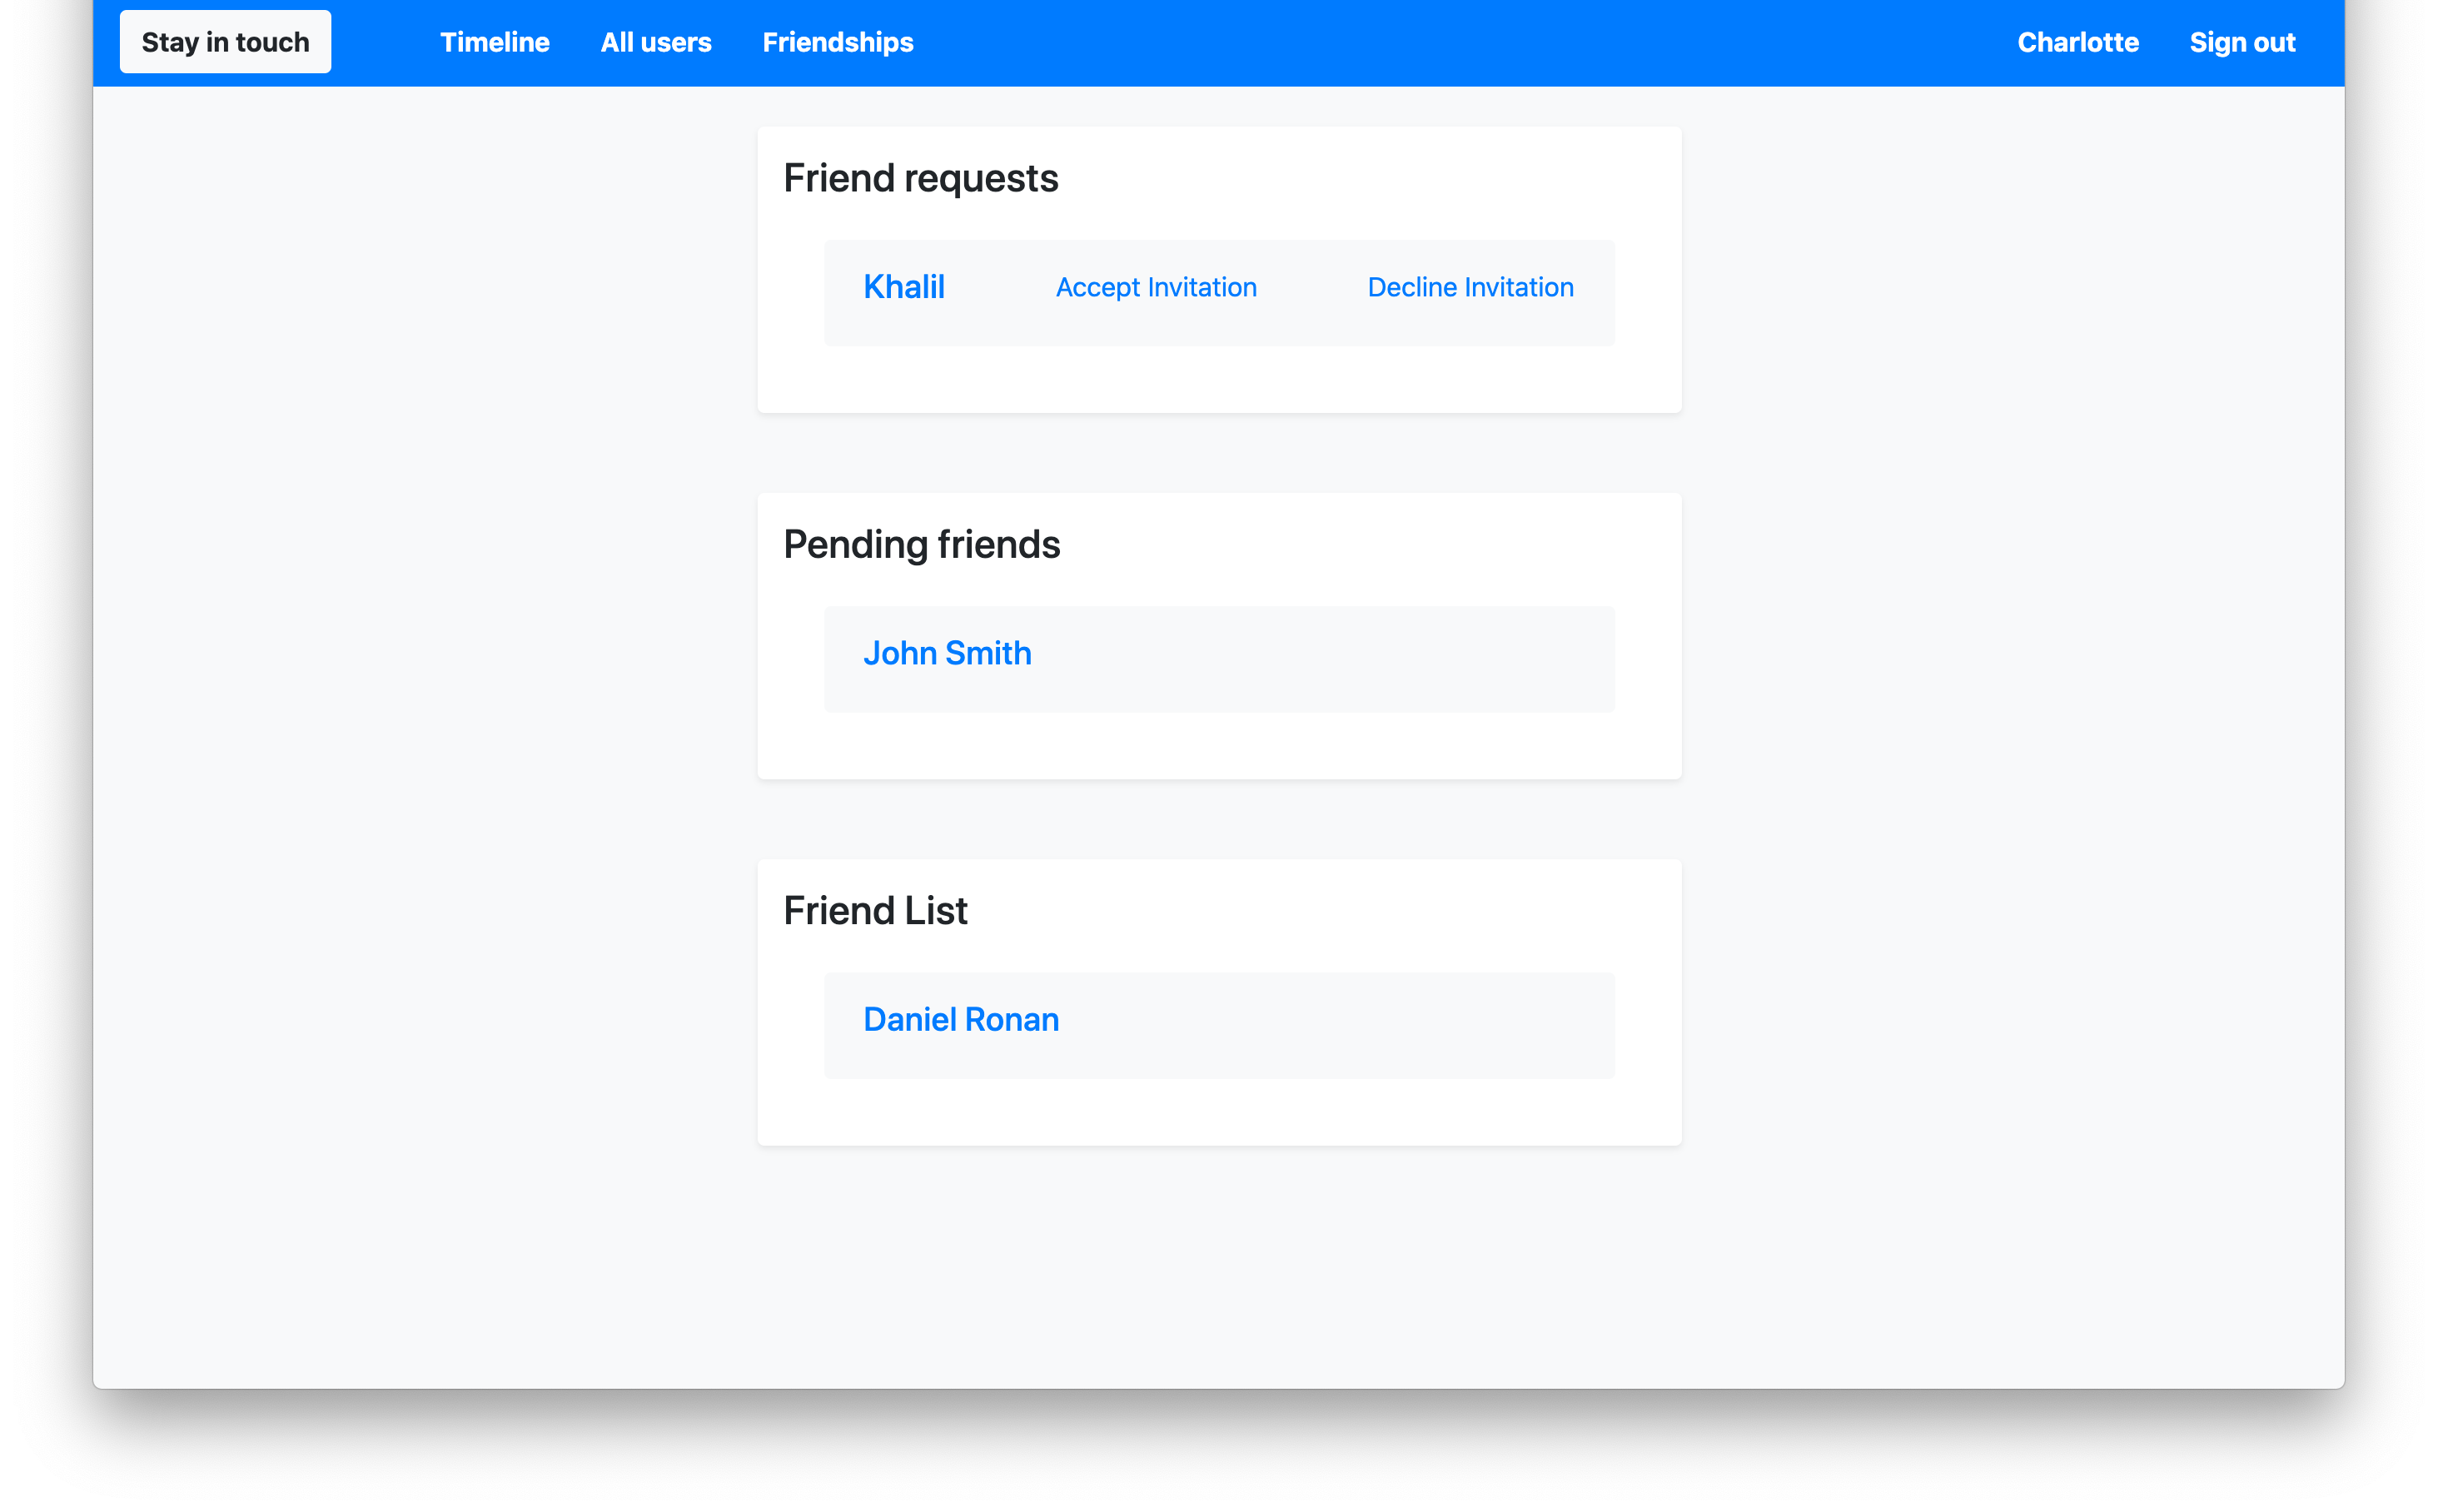 Stay in touch Timeline All users Friendships Charlotte Sign out
Friend requests
Khalil Accept Invitation Decline Invitation
Pending friends
John Smith
Friend List
Daniel Ronan